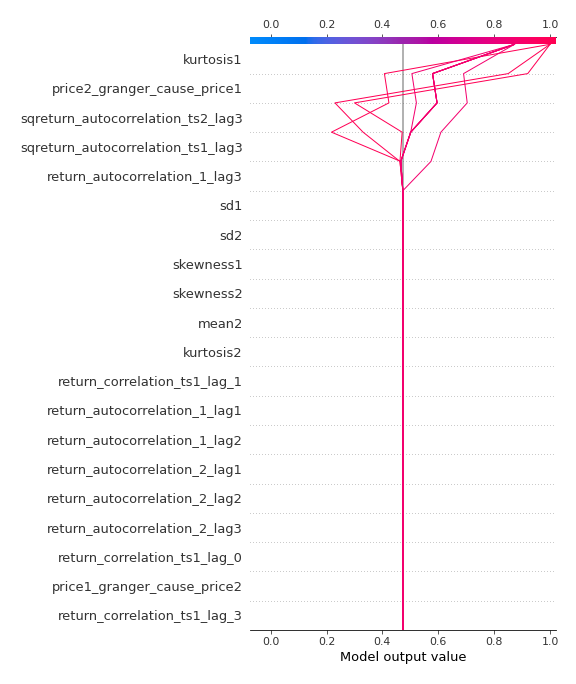 0.0 0.2 0.4 0.6 0.8 1.0
kurtosis1
price2_granger_cause_price1
sqreturn_autocorrelation_ts2_lag3
sqreturn_autocorrelation_ts1_lag3
return_autocorrelation_1_lag3
sd1
sd2
skewness1
skewness2
mean2
kurtosis2
return_correlation_ts1_lag_1
return_autocorrelation_1_lag1
return_autocorrelation_1_lag2
return_autocorrelation_2_lag1
return_autocorrelation_2_lag2
return_autocorrelation_2_lag3
return_correlation_ts1_lag_0
price1_granger_cause_price2
return_correlation_ts1_lag_3
0.0 0.2 0.4 0.6 0.8 1.0
Model output value